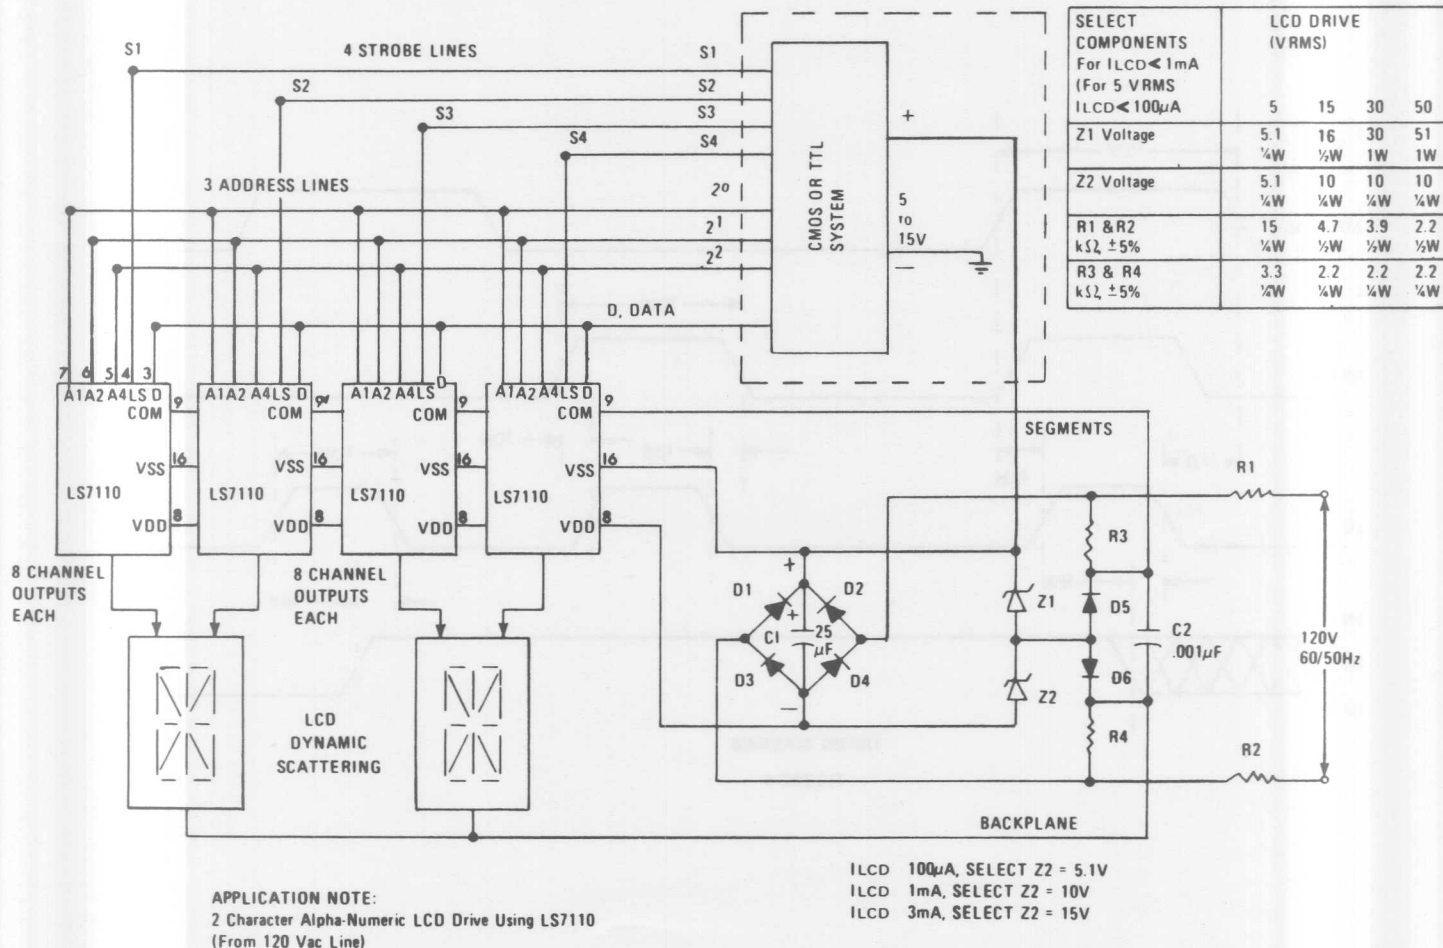 S1
4 STROBE LINES
S1
S2
S2
S3
S3
S4
S4
3 ADDRESS LINES
2⁰
2¹
2²
D, DATA
CMOS OR TTL
SYSTEM
+
5
TO
15V
—
SELECT COMPONENTS For ILCD < 1mA (For 5 VRMS ILCD < 100µA
LCD DRIVE
(VRMS)
5 15 30 50
Z1 Voltage 5.1 16 30 51
¼W ½W 1W 1W
Z2 Voltage 5.1 10 10 10
¼W ¼W ¼W ¼W
R1 & R2 15 4.7 3.9 2.2
kΩ, ±5% ¼W ½W ½W ½W
R3 & R4 3.3 2.2 2.2 2.2
kΩ, ±5% ¼W ¼W ¼W ¼W
7 6 5 4 3
A1 A2 A4 LS D
COM 9
VSS 16
LS7110
VDD 8
A1 A2 A4 LS D
COM 9
VSS 16
LS7110
VDD 8
A1 A2 A4 LS D
COM 9
VSS 16
LS7110
VDD 8
A1 A2 A4 LS D
COM 9
VSS 16
LS7110
VDD 8
SEGMENTS
R1
R3
8 CHANNEL
OUTPUTS
EACH
8 CHANNEL
OUTPUTS
EACH
+
D1
D2
+
C1
25
µF
D3
D4
—
Z1
Z2
D5
D6
C2
.001µF
120V
60/50Hz
R4
R2
LCD
DYNAMIC
SCATTERING
BACKPLANE
ILCD 100µA, SELECT Z2 = 5.1V
ILCD 1mA, SELECT Z2 = 10V
ILCD 3mA, SELECT Z2 = 15V
APPLICATION NOTE:
2 Character Alpha-Numeric LCD Drive Using LS7110
(From 120 Vac Line)